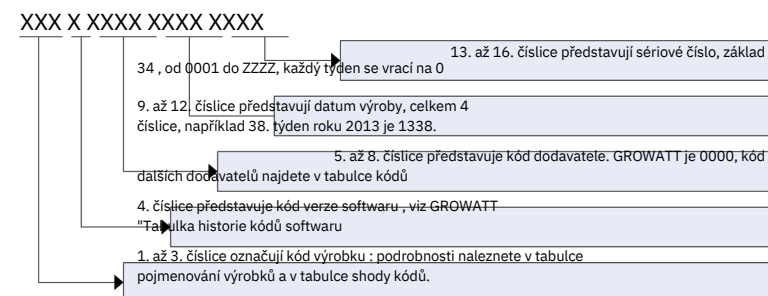 XXX X XXXX XXXX XXXX
13. až 16. číslice představují sériové číslo, základ
34 , od 0001 do ZZZZ, každý týden se vrací na 0
9. až 12. číslice představují datum výroby, celkem 4
číslice, například 38. týden roku 2013 je 1338.
5. až 8. číslice představuje kód dodavatele. GROWATT je 0000, kód
dalších dodavatelů najdete v tabulce kódů
4. číslice představuje kód verze softwaru , viz GROWATT
"Tabulka historie kódů softwaru
1. až 3. číslice označují kód výrobku : podrobnosti naleznete v tabulce
pojmenování výrobků a v tabulce shody kódů.